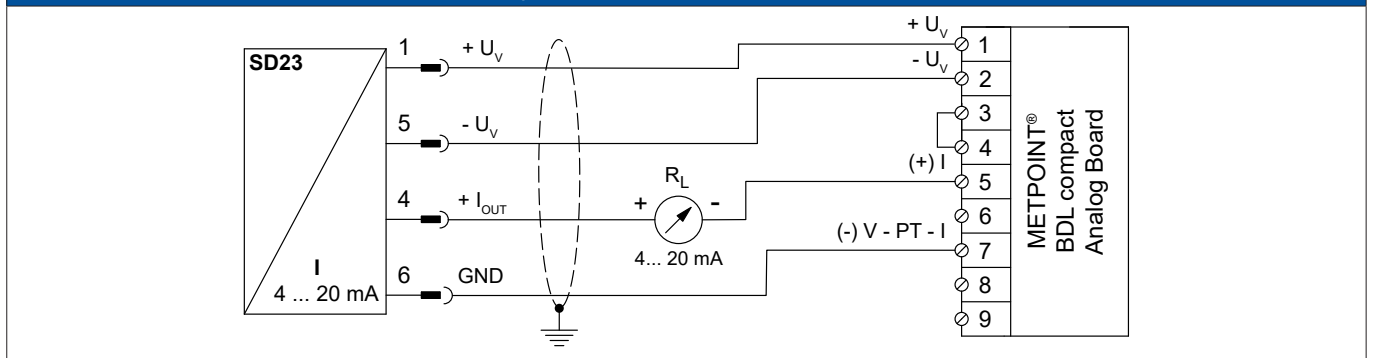 SD23
I
4 ... 20 mA
1
+ U_V
5
- U_V
4
+ I_OUT
6
GND
R_L
+ -
4... 20 mA
+ U_V
- U_V
(+) I
(-) V - PT - I
1
2
3
4
5
6
7
8
9
METPOINT®
BDL compact
Analog Board